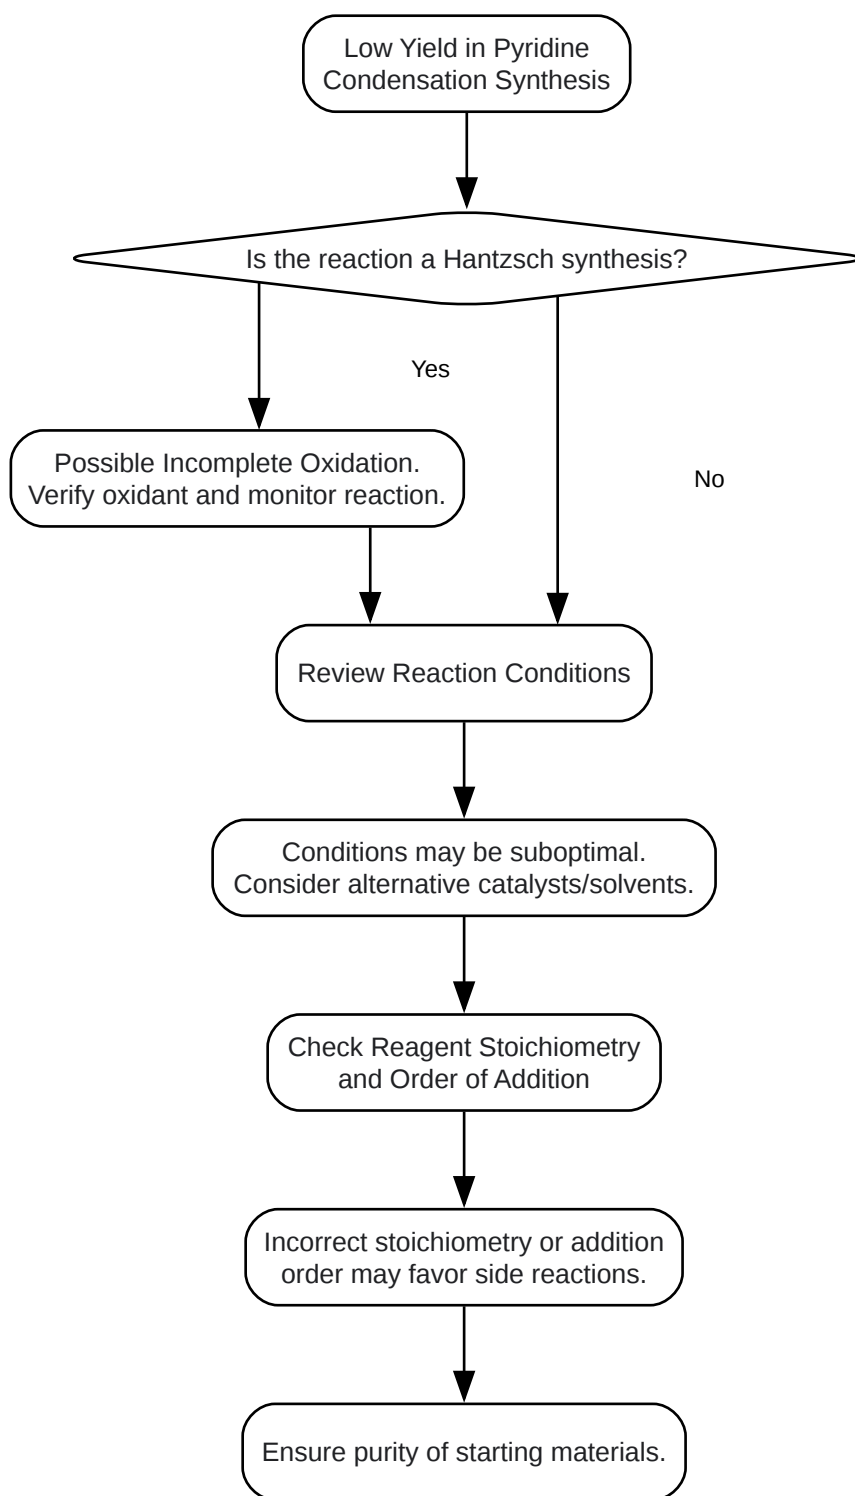 Low Yield in Pyridine
Condensation Synthesis
Is the reaction a Hantzsch synthesis?
Yes
Possible Incomplete Oxidation.
Verify oxidant and monitor reaction.
No
Review Reaction Conditions
Conditions may be suboptimal.
Consider alternative catalysts/solvents.
Check Reagent Stoichiometry
and Order of Addition
Incorrect stoichiometry or addition
order may favor side reactions.
Ensure purity of starting materials.